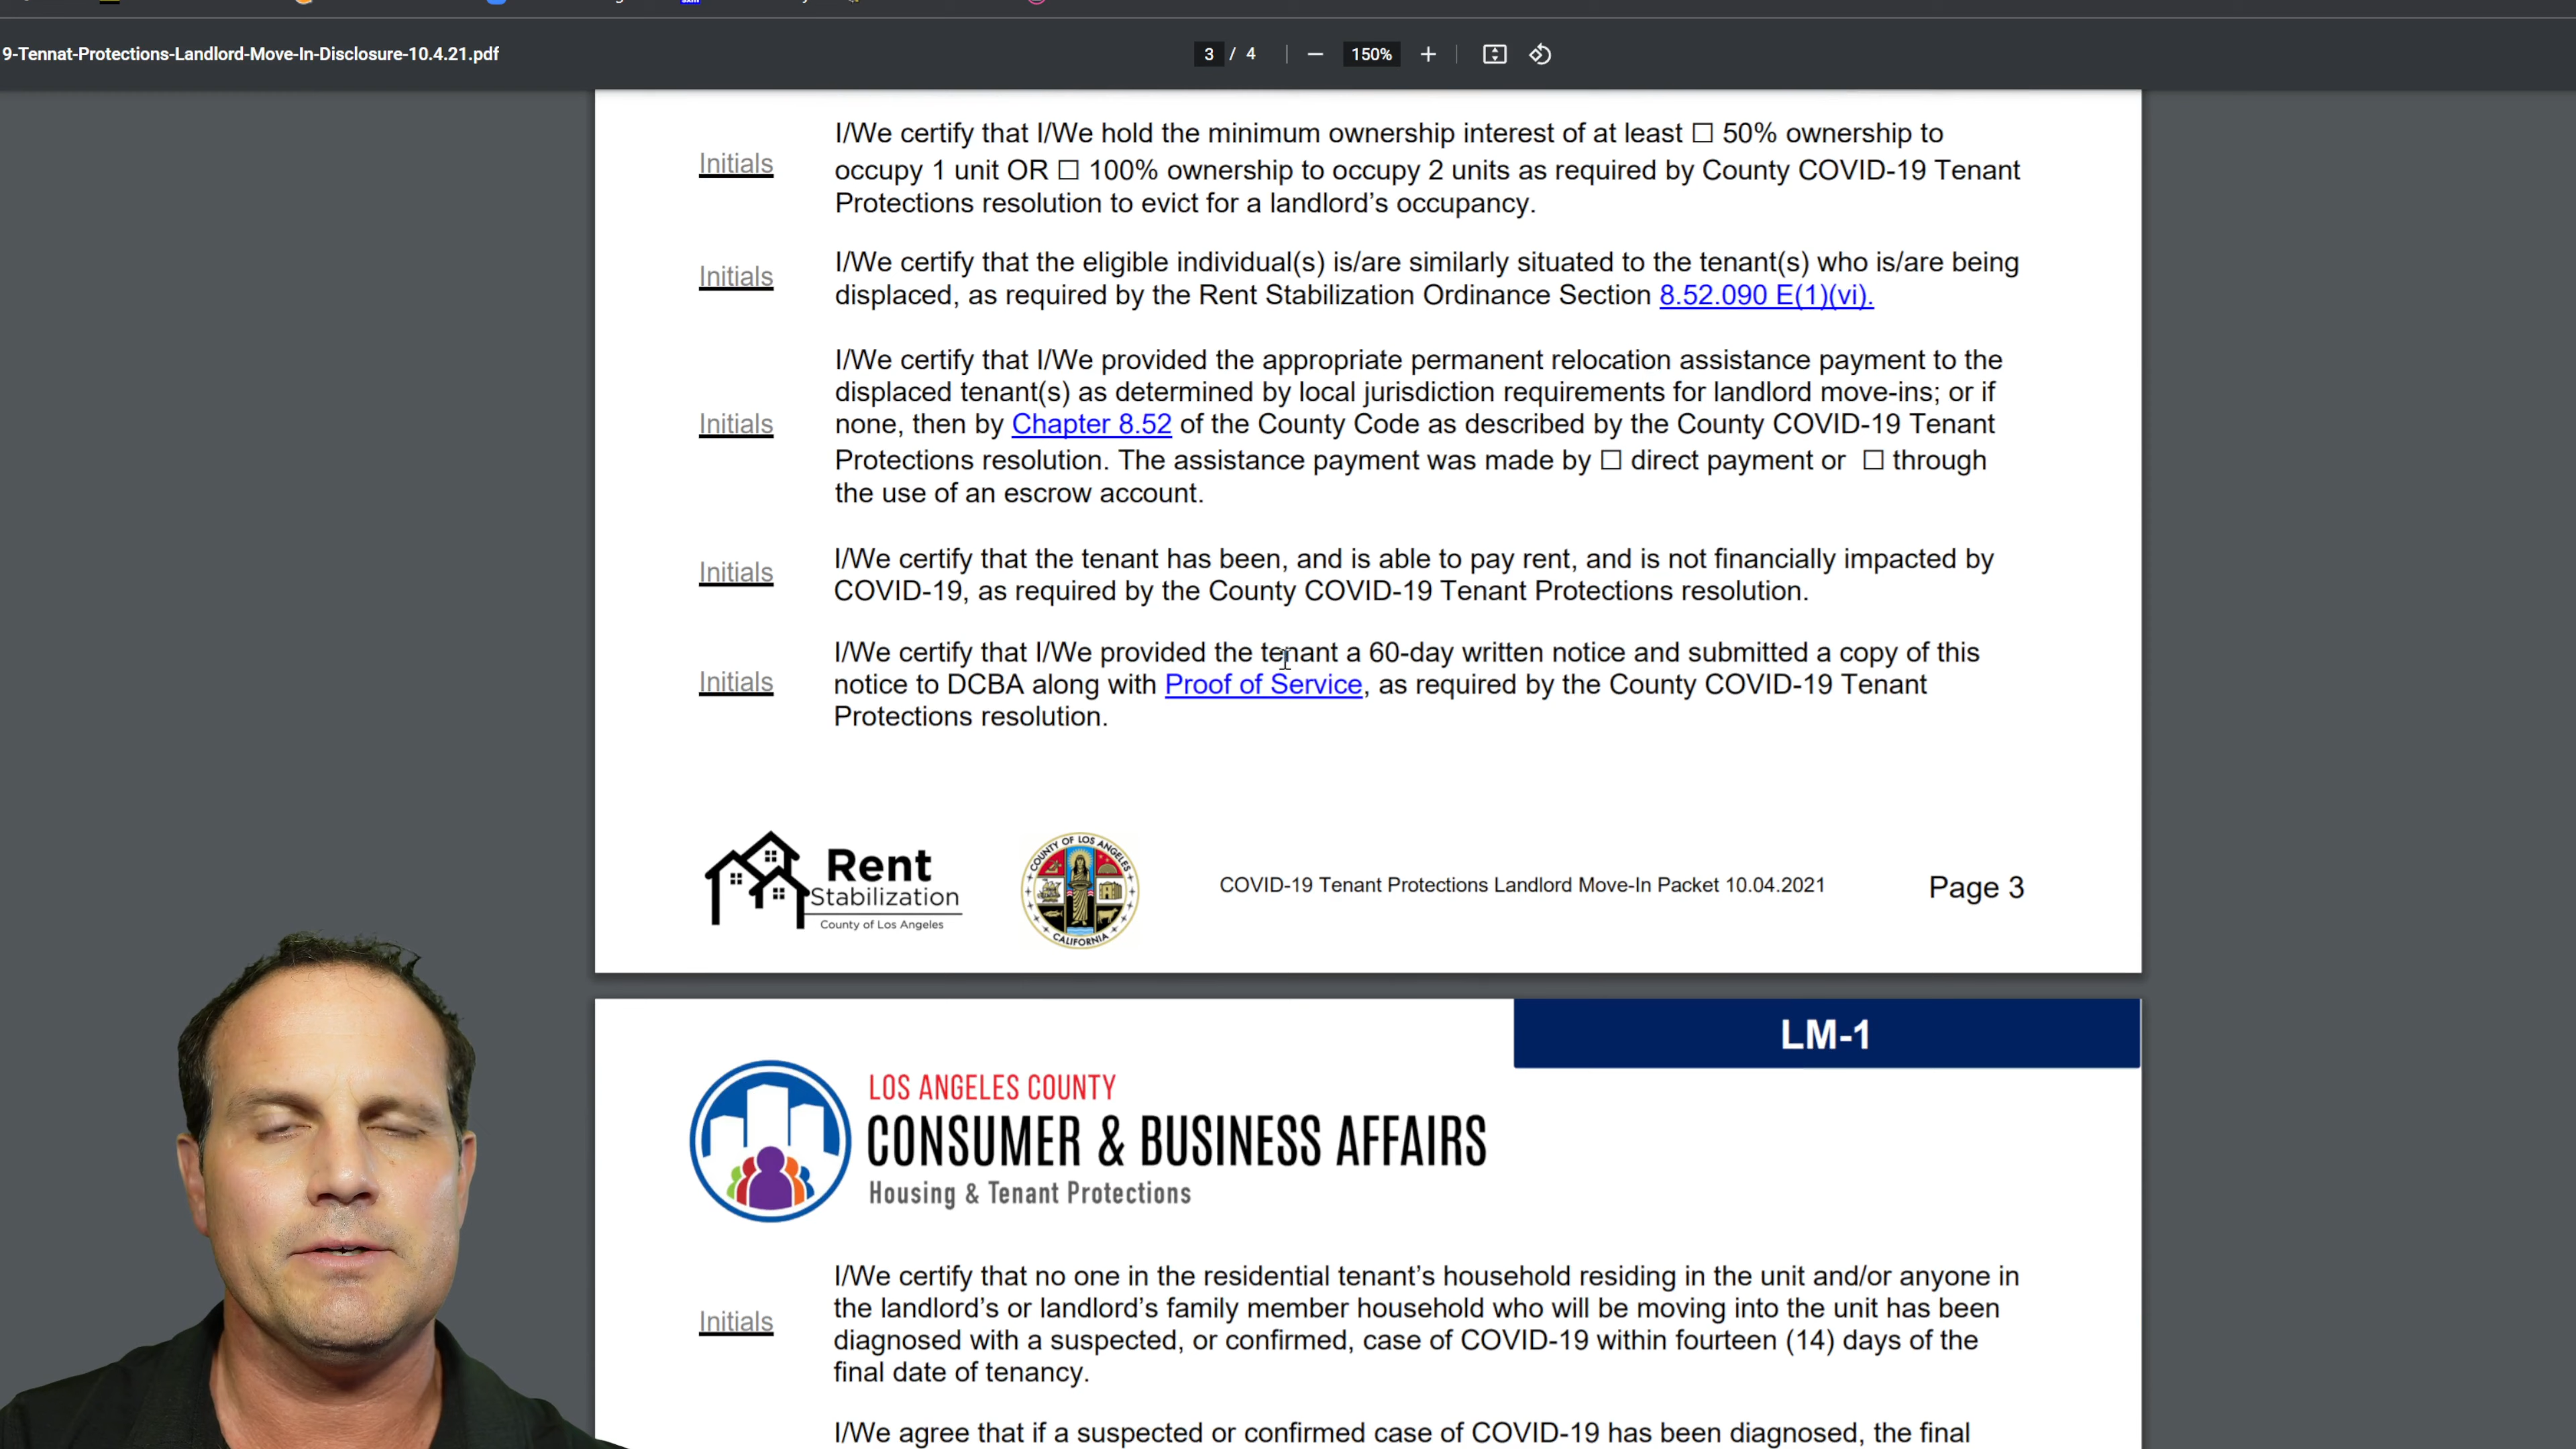 9-Tennat-Protections-Landlord-Move-In-Disclosure-10.4.21.pdf
3 / 4
150%
I/We certify that I/We hold the minimum ownership interest of at least ☐ 50% ownership to
Initials
occupy 1 unit OR ☐ 100% ownership to occupy 2 units as required by County COVID-19 Tenant
Protections resolution to evict for a landlord's occupancy.
I/We certify that the eligible individual(s) is/are similarly situated to the tenant(s) who is/are being
Initials
displaced, as required by the Rent Stabilization Ordinance Section 8.52.090 E(1)(vi).
I/We certify that I/We provided the appropriate permanent relocation assistance payment to the
displaced tenant(s) as determined by local jurisdiction requirements for landlord move-ins; or if
Initials
none, then by Chapter 8.52 of the County Code as described by the County COVID-19 Tenant
Protections resolution. The assistance payment was made by ☐ direct payment or ☐ through
the use of an escrow account.
I/We certify that the tenant has been, and is able to pay rent, and is not financially impacted by
Initials
COVID-19, as required by the County COVID-19 Tenant Protections resolution.
I/We certify that I/We provided the tenant a 60-day written notice and submitted a copy of this
Initials
notice to DCBA along with Proof of Service, as required by the County COVID-19 Tenant
Protections resolution.
Rent
Stabilization
County of Los Angeles
COUNTY OF LOS ANGELES
CALIFORNIA
COVID-19 Tenant Protections Landlord Move-In Packet 10.04.2021
Page 3
LM-1
LOS ANGELES COUNTY
CONSUMER & BUSINESS AFFAIRS
Housing & Tenant Protections
I/We certify that no one in the residential tenant's household residing in the unit and/or anyone in
the landlord's or landlord's family member household who will be moving into the unit has been
Initials
diagnosed with a suspected, or confirmed, case of COVID-19 within fourteen (14) days of the
final date of tenancy.
I/We agree that if a suspected or confirmed case of COVID-19 has been diagnosed, the final